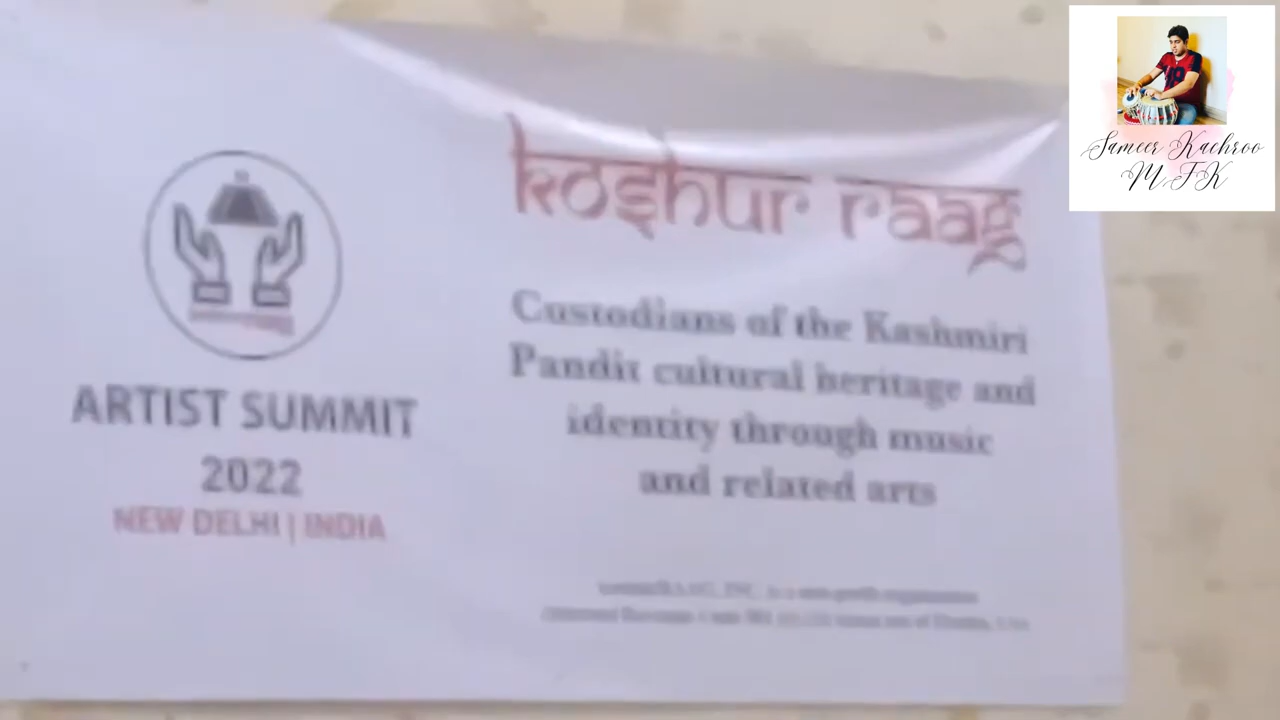 koshur raag
Custodians of the Kashmiri
Pandit cultural heritage and
identity through music
and related arts
ARTIST SUMMIT
2022
NEW DELHI | INDIA
Sameer Kachroo
M.F.K